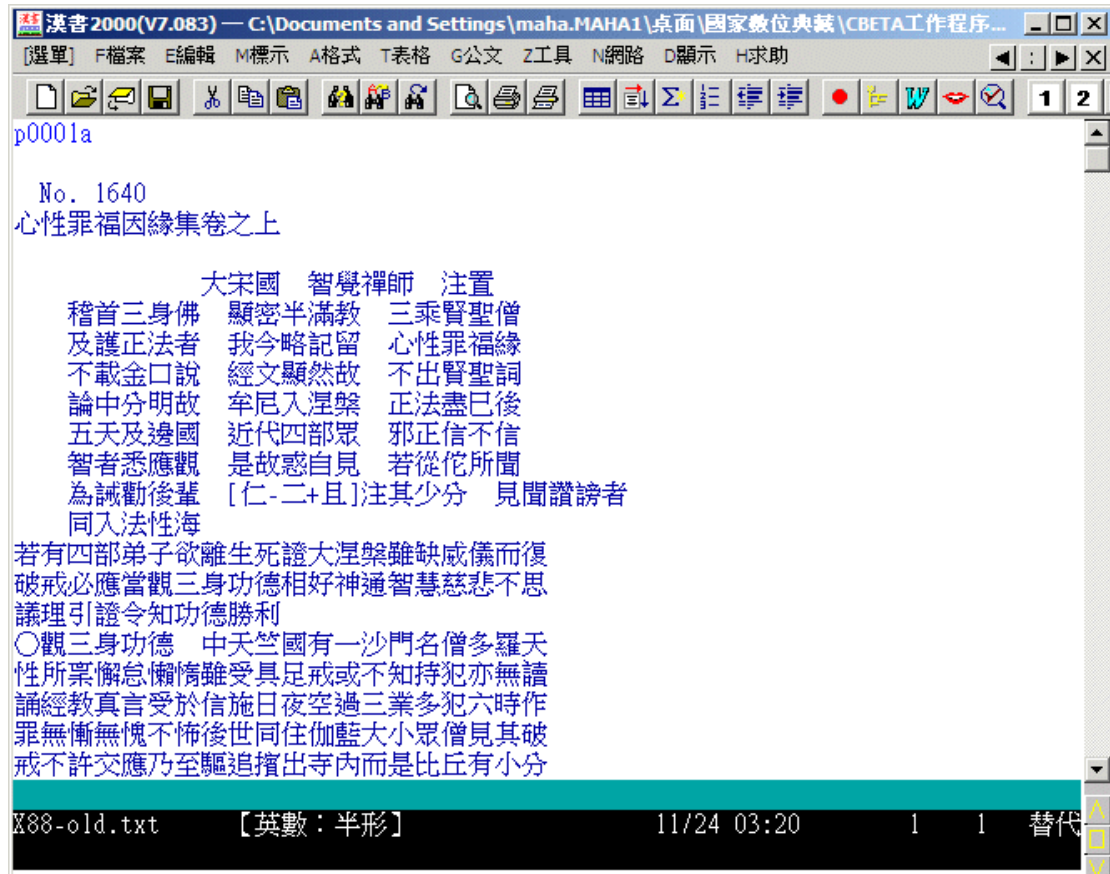 漢書2000(V7.083) — C:\Documents and Settings\maha.MAHA1\桌面\國家數位典藏\CBETA工作程序...
[選單] F檔案 E編輯 M標示 A格式 T表格 G公文 Z工具 N網路 D顯示 H求助
1 2
p0001a
No. 1640
心性罪福因緣集卷之上
大宋國 智覺禪師 注置
稽首三身佛 顯密半滿教 三乘賢聖僧
及護正法者 我今略記留 心性罪福緣
不載金口說 經文顯然故 不出賢聖詞
論中分明故 牟尼入涅槃 正法盡已後
五天及邊國 近代四部眾 邪正信不信
智者悉應觀 是故惑自見 若從佗所聞
為誡勸後輩 [仁-二+且]注其少分 見聞讚謗者
同入法性海
若有四部弟子欲離生死證大涅槃雖缺威儀而復
破戒必應當觀三身功德相好神通智慧慈悲不思
議理引證令知功德勝利
○觀三身功德 中天竺國有一沙門名僧多羅天
性所稟懈怠懶惰雖受具足戒或不知持犯亦無讀
誦經教真言受於信施日夜空過三業多犯六時作
罪無慚無愧不怖後世同住伽藍大小眾僧見其破
戒不許交應乃至驅追擯出寺內而是比丘有小分
X88-old.txt 【英數：半形】 11/24 03:20 1 1 替代